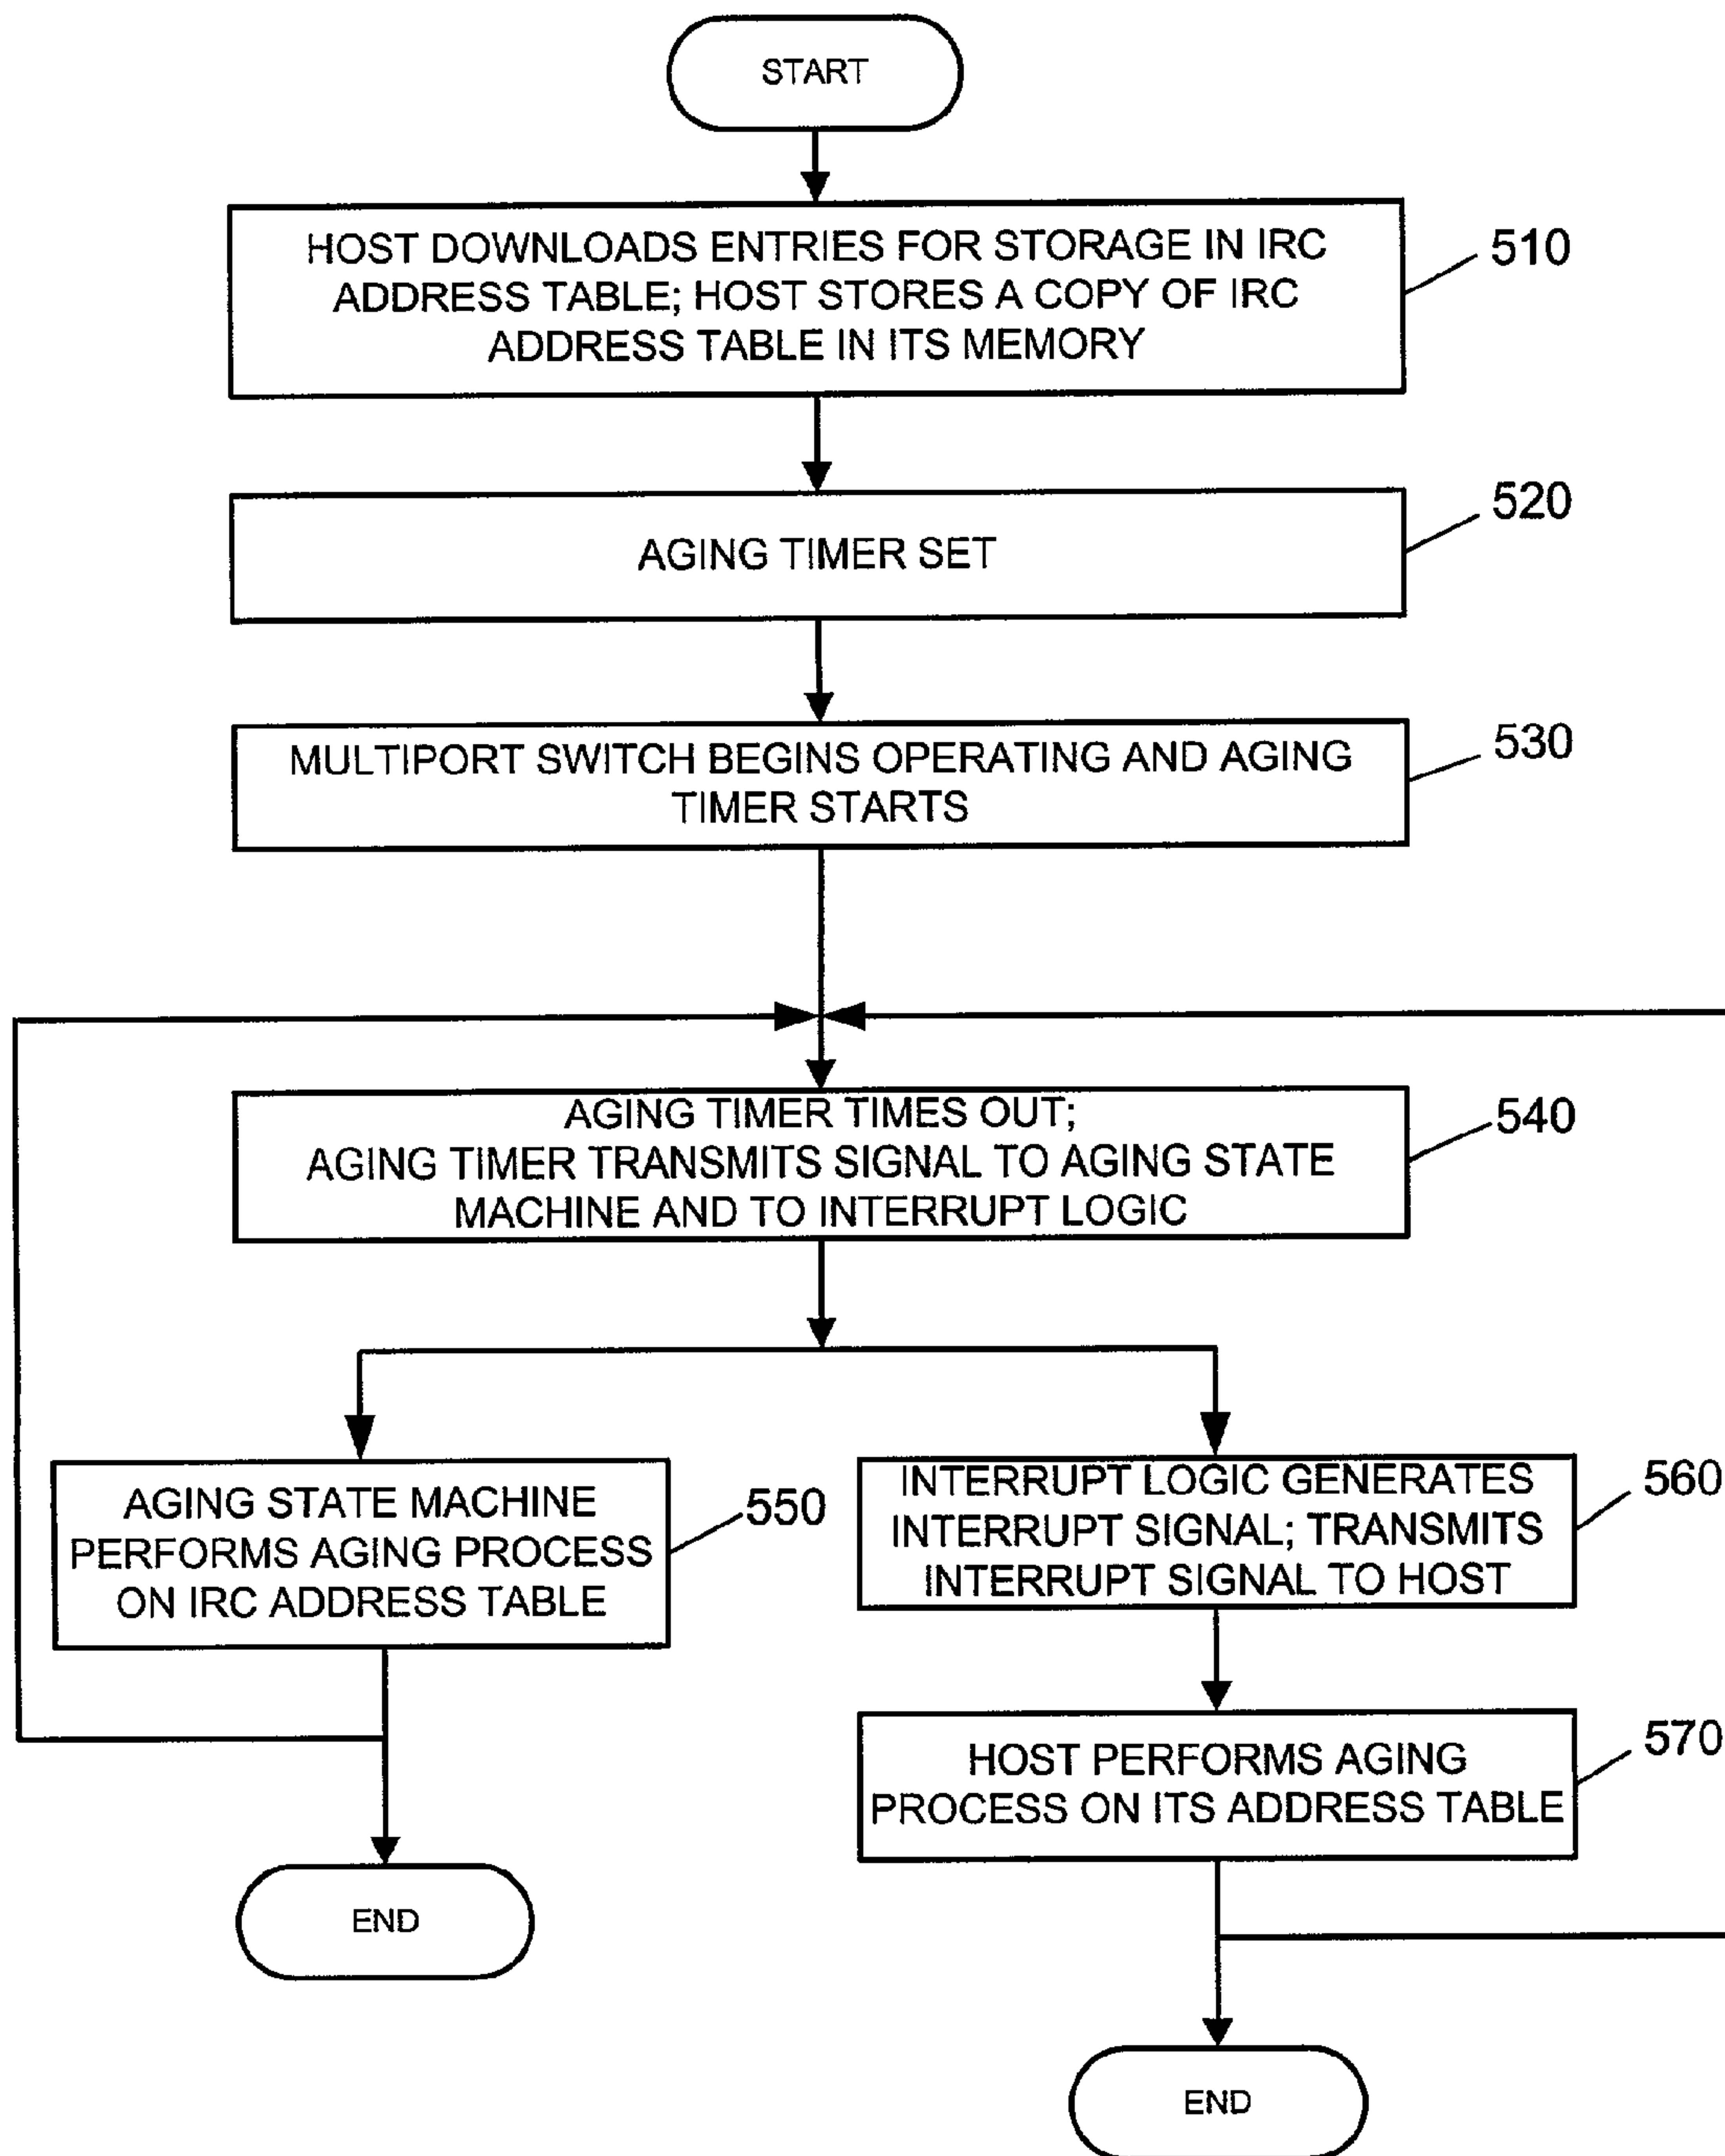 START
HOST DOWNLOADS ENTRIES FOR STORAGE IN IRC
ADDRESS TABLE; HOST STORES A COPY OF IRC
ADDRESS TABLE IN ITS MEMORY
510
AGING TIMER SET
520
MULTIPORT SWITCH BEGINS OPERATING AND AGING
TIMER STARTS
530
AGING TIMER TIMES OUT;
AGING TIMER TRANSMITS SIGNAL TO AGING STATE
MACHINE AND TO INTERRUPT LOGIC
540
AGING STATE MACHINE
PERFORMS AGING PROCESS
ON IRC ADDRESS TABLE
550
INTERRUPT LOGIC GENERATES
INTERRUPT SIGNAL; TRANSMITS
INTERRUPT SIGNAL TO HOST
560
HOST PERFORMS AGING
PROCESS ON ITS ADDRESS TABLE
570
END
END